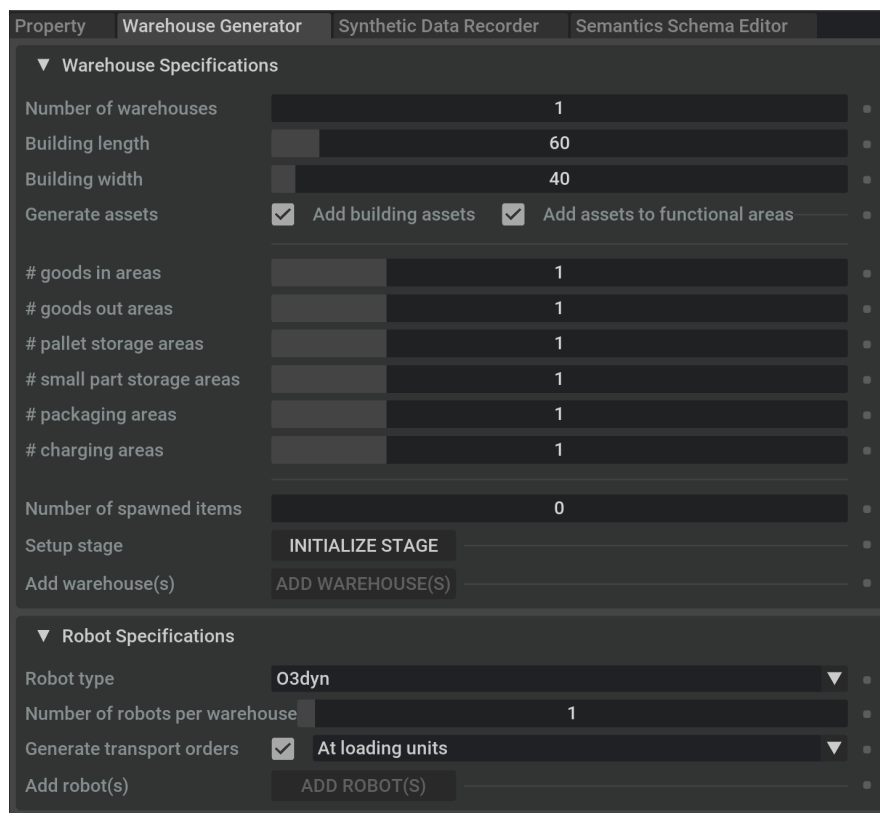 Property Warehouse Generator Synthetic Data Recorder Semantics Schema Editor
▼ Warehouse Specifications
Number of warehouses 1
Building length 60
Building width 40
Generate assets Add building assets Add assets to functional areas
# goods in areas 1
# goods out areas 1
# pallet storage areas 1
# small part storage areas 1
# packaging areas 1
# charging areas 1
Number of spawned items 0
Setup stage INITIALIZE STAGE
Add warehouse(s) ADD WAREHOUSE(S)
▼ Robot Specifications
Robot type O3dyn
Number of robots per warehouse 1
Generate transport orders At loading units
Add robot(s) ADD ROBOT(S)